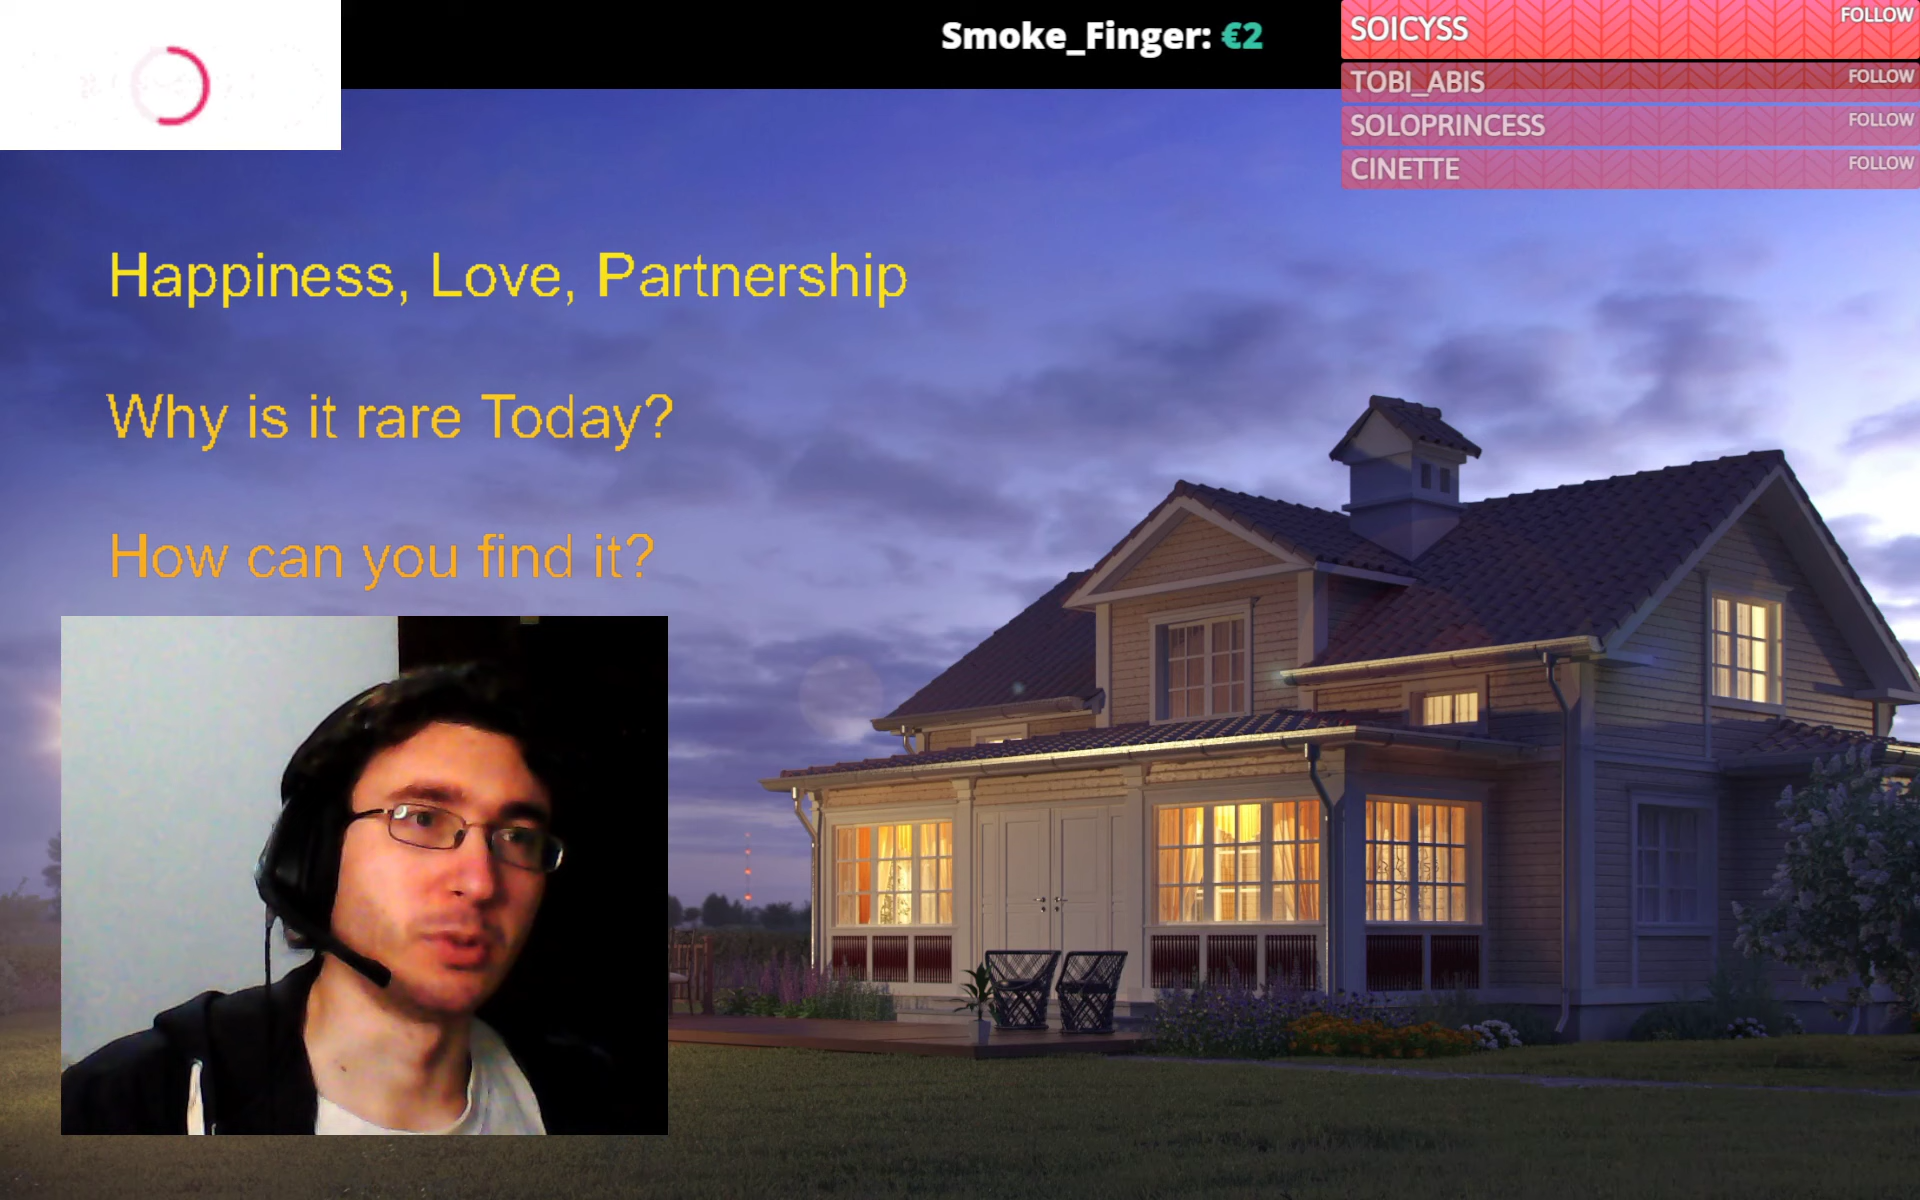 Smoke_Finger: €2
SOICYSS FOLLOW
TOBI_ABIS FOLLOW
SOLOPRINCESS FOLLOW
CINETTE FOLLOW
Happiness, Love, Partnership
Why is it rare Today?
How can you find it?